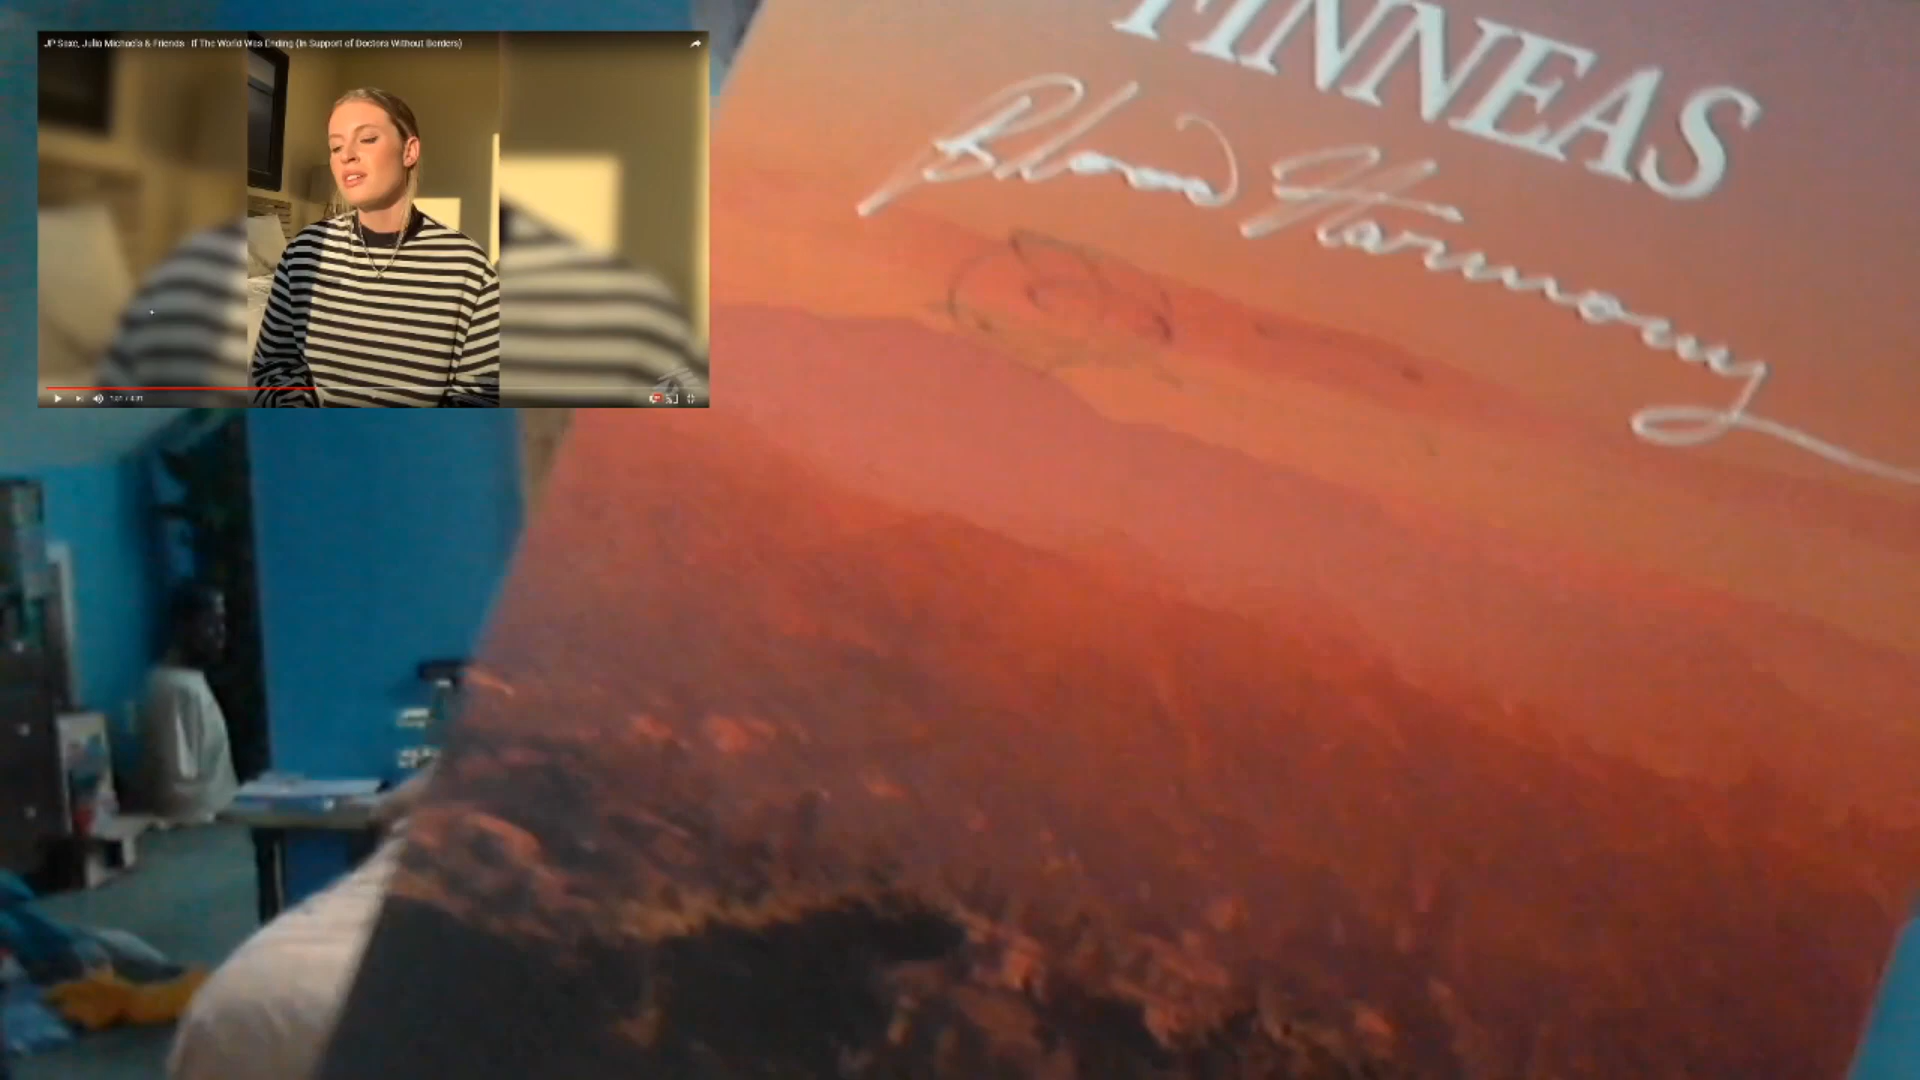 JP Saxe, Julia Michaels & Friends - If The World Was Ending (In Support of Doctors Without Borders)
FINNEAS
Blood Harmony